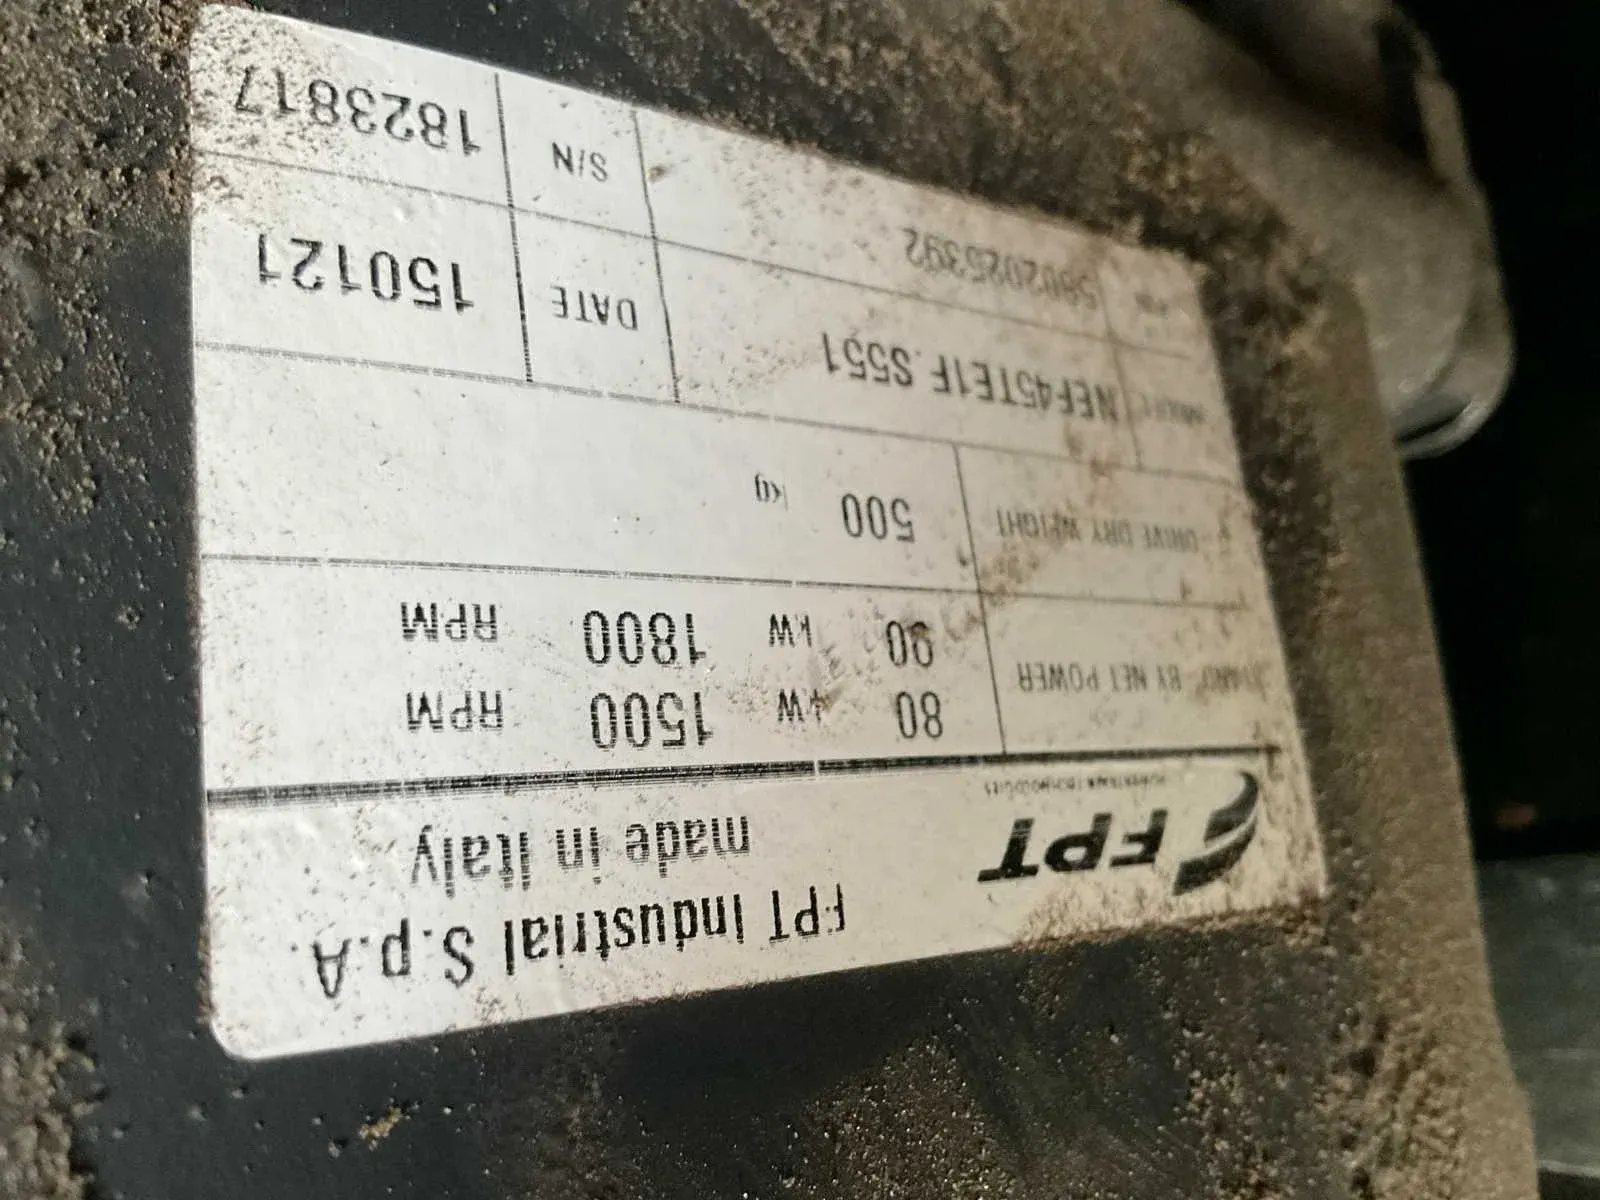 FPT
FPT Industrial S.p.A.
made in Italy
BY NET POWER
80 kW 1500 RPM
90 kW 1800 RPM
DRIVE DRY WEIGHT 500 kg
NEF45TE1F.S551 DATE 150121
5802025392 S/N 1823817